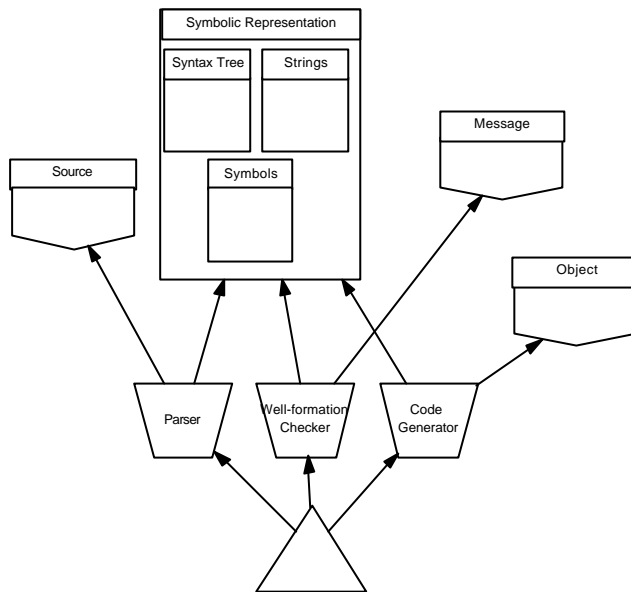 Symbolic Representation
Syntax Tree
Strings
Message
Source
Symbols
Object
Parser
Well-formation
Checker
Code
Generator